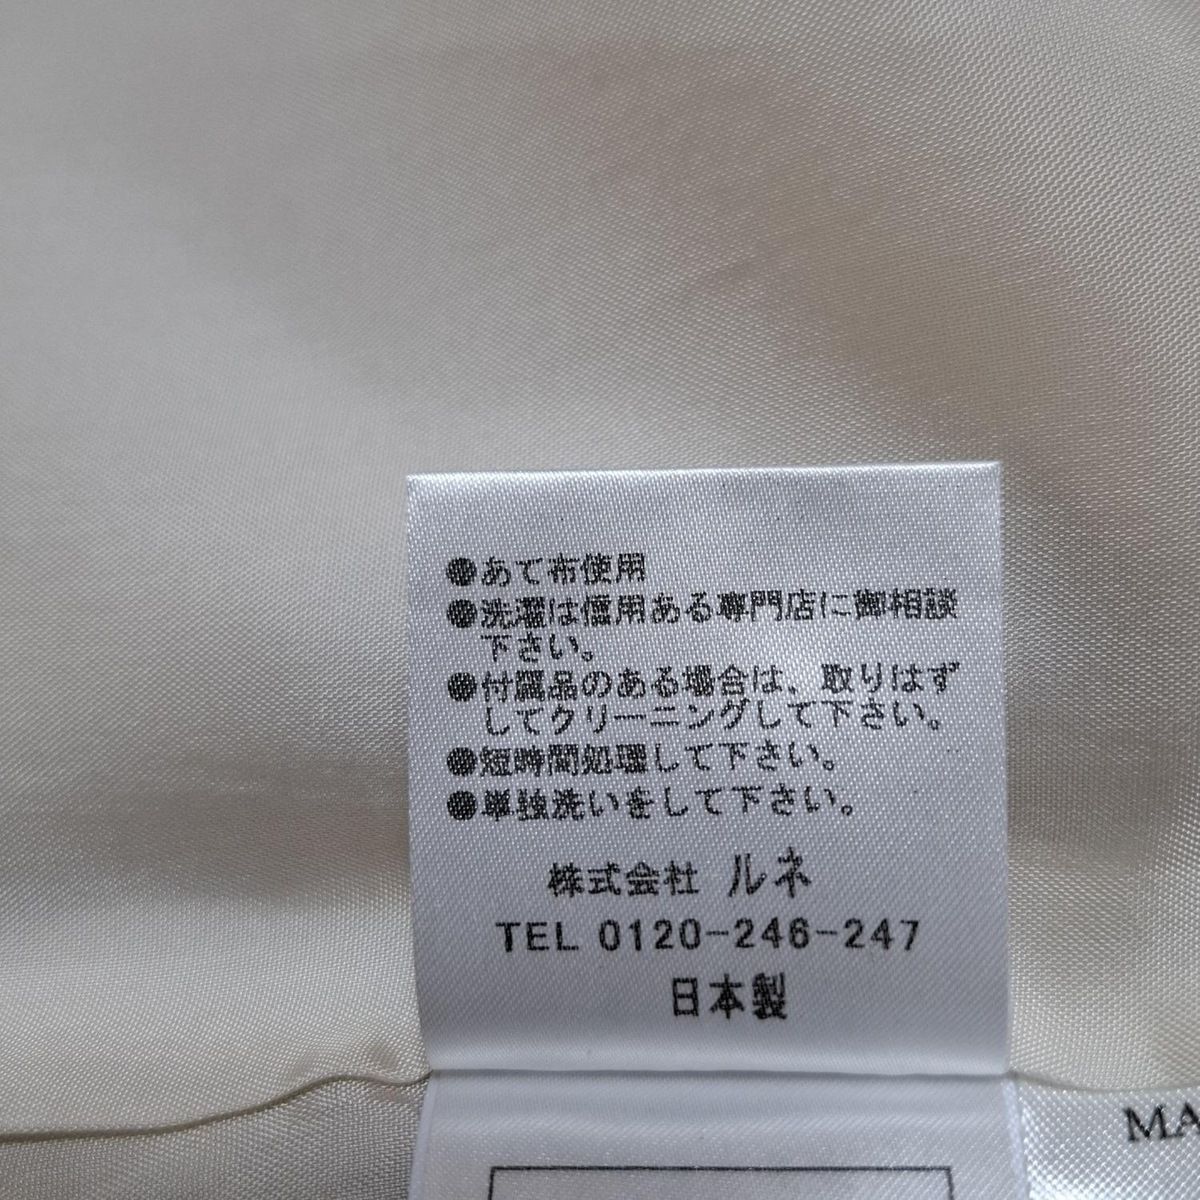 ●あて布使用
●洗濯は信用ある専門店に御相談
下さい。
●付属品のある場合は、取りはず
してクリーニングして下さい。
●短時間処理して下さい。
●単独洗いをして下さい。
株式会社 ルネ
TEL 0120-246-247
日本製
MA